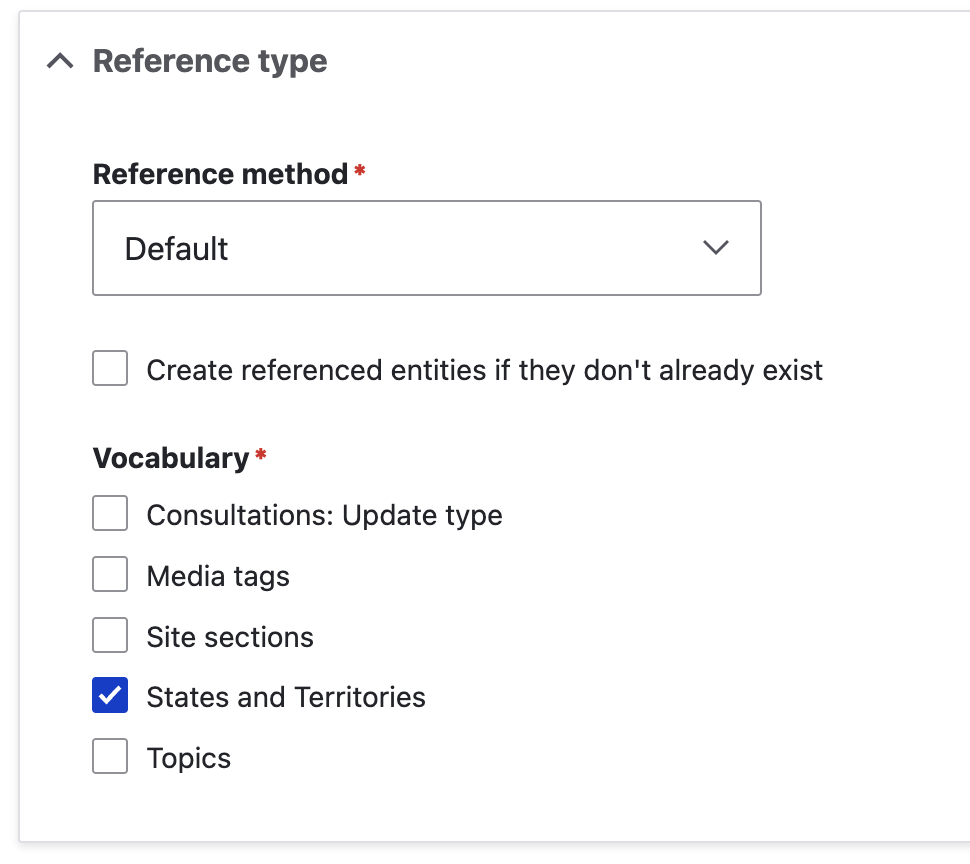 Reference type
Reference method*
Default
Create referenced entities if they don't already exist
Vocabulary*
Consultations: Update type
Media tags
Site sections
States and Territories
Topics